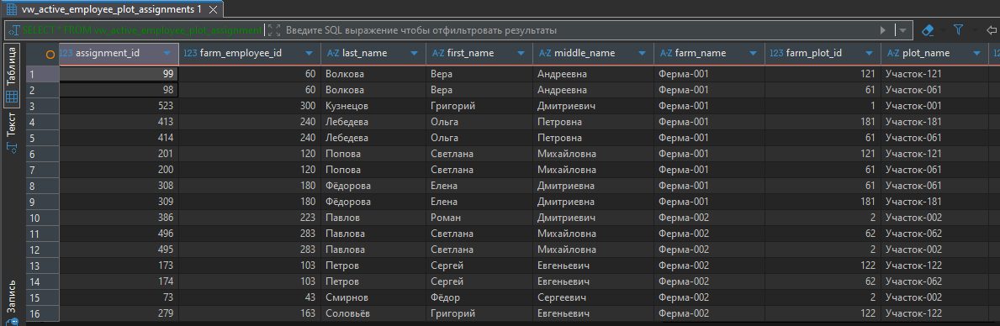 vw_active_employee_plot_assignments 1
SELECT * FROM vw_active_employee_plot_assignment Введите SQL выражение чтобы отфильтровать результаты
Таблица
Текст
Запись
123 assignment_id 123 farm_employee_id A-Z last_name A-Z first_name A-Z middle_name A-Z farm_name 123 farm_plot_id A-Z plot_name
1 99 60 Волкова Вера Андреевна Ферма-001 121 Участок-121
2 98 60 Волкова Вера Андреевна Ферма-001 61 Участок-061
3 523 300 Кузнецов Григорий Дмитриевич Ферма-001 1 Участок-001
4 413 240 Лебедева Ольга Петровна Ферма-001 181 Участок-181
5 414 240 Лебедева Ольга Петровна Ферма-001 61 Участок-061
6 201 120 Попова Светлана Михайловна Ферма-001 121 Участок-121
7 200 120 Попова Светлана Михайловна Ферма-001 61 Участок-061
8 308 180 Фёдорова Елена Дмитриевна Ферма-001 61 Участок-061
9 309 180 Фёдорова Елена Дмитриевна Ферма-001 181 Участок-181
10 386 223 Павлов Роман Дмитриевич Ферма-002 2 Участок-002
11 496 283 Павлова Светлана Михайловна Ферма-002 62 Участок-062
12 495 283 Павлова Светлана Михайловна Ферма-002 2 Участок-002
13 173 103 Петров Сергей Евгеньевич Ферма-002 122 Участок-122
14 174 103 Петров Сергей Евгеньевич Ферма-002 62 Участок-062
15 73 43 Смирнов Фёдор Сергеевич Ферма-002 2 Участок-002
16 279 163 Соловьёв Григорий Евгеньевич Ферма-002 122 Участок-122